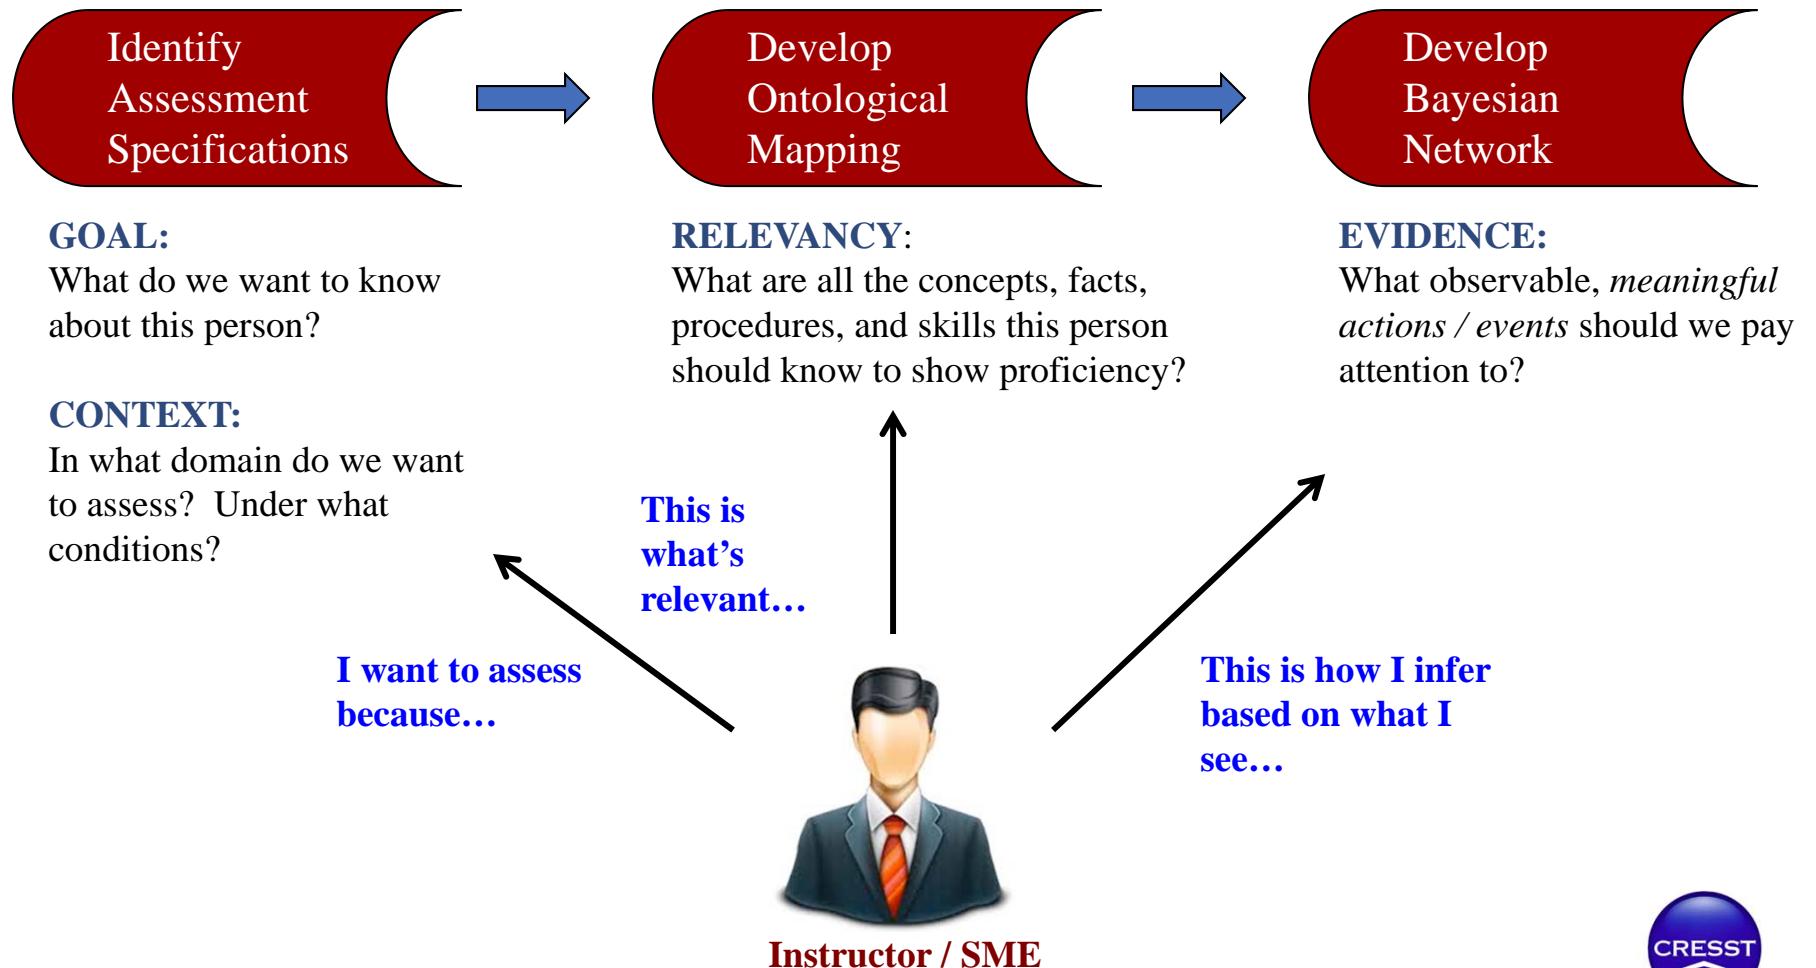 Identify
Assessment
Specifications
Develop
Ontological
Mapping
Develop
Bayesian
Network
GOAL:
What do we want to know
about this person?
CONTEXT:
In what domain do we want
to assess?  Under what
conditions?
RELEVANCY:
What are all the concepts, facts,
procedures, and skills this person
should know to show proficiency?
EVIDENCE:
What observable, meaningful
actions / events should we pay
attention to?
This is
what’s
relevant…
I want to assess
because…
This is how I infer
based on what I
see…
Instructor / SME
CRESST